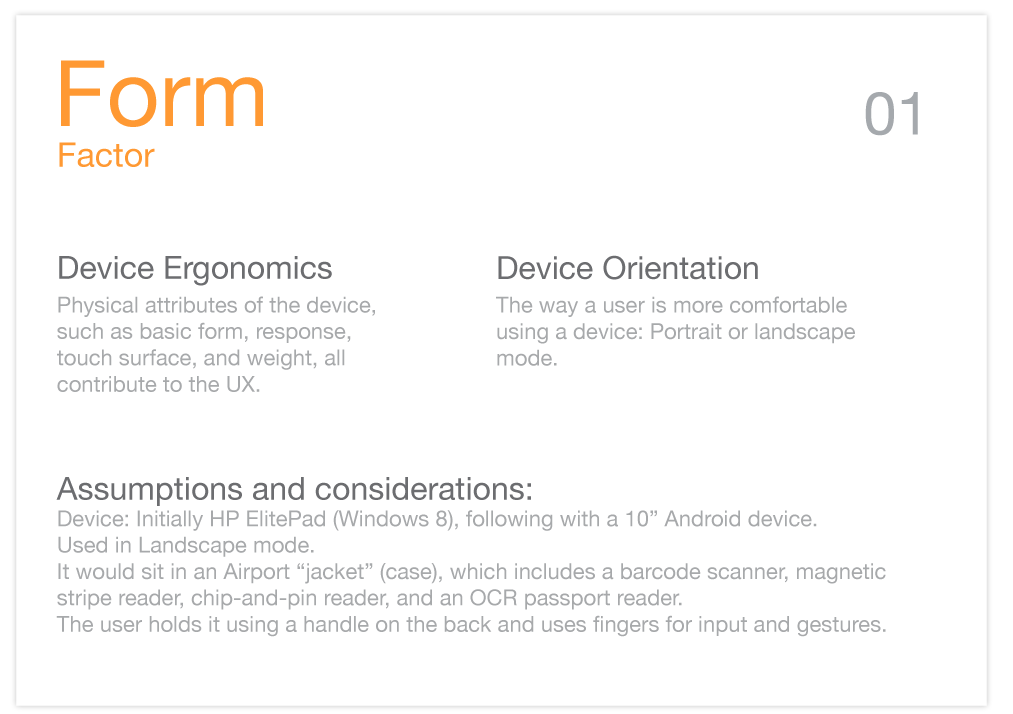 Form
Factor
01
Device Ergonomics
Physical attributes of the device,
such as basic form, response,
touch surface, and weight, all
contribute to the UX.
Device Orientation
The way a user is more comfortable
using a device: Portrait or landscape
mode.
Assumptions and considerations:
Device: Initially HP ElitePad (Windows 8), following with a 10” Android device.
Used in Landscape mode.
It would sit in an Airport “jacket” (case), which includes a barcode scanner, magnetic
stripe reader, chip-and-pin reader, and an OCR passport reader.
The user holds it using a handle on the back and uses fingers for input and gestures.